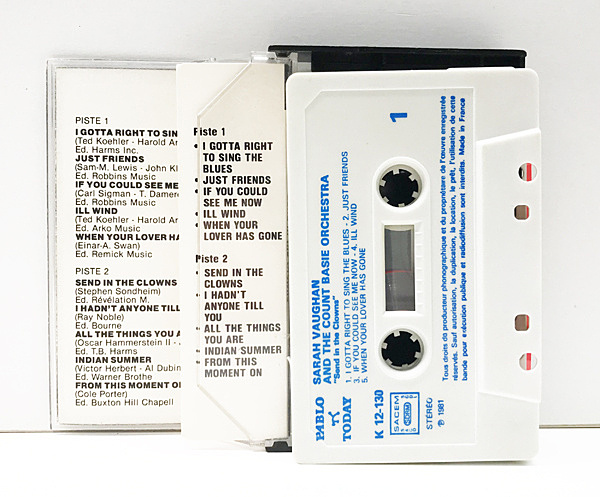 PISTE 1
I GOTTA RIGHT TO SIN
(Ted Koehler - Harold Ar
Ed. Harms Inc.
JUST FRIENDS
(Sam-M. Lewis - John Kl
Ed. Robbins Music
IF YOU COULD SEE ME
(Carl Sigman - T. Damero
Ed. Robbins Music
ILL WIND
(Ted Koehler - Harold Ar
Ed. Arko Music
WHEN YOUR LOVER HA
(Einar-A. Swan)
Ed. Remick Music
PISTE 2
SEND IN THE CLOWNS
(Stephen Sondheim)
Ed. Révélation M.
I HADN'T ANYONE TILL
(Ray Noble)
Ed. Bourne
ALL THE THINGS YOU A
(Oscar Hammerstein II - J
Ed. T.B. Harms
INDIAN SUMMER
(Victor Herbert - Al Dubin
Ed. Warner Brothe
FROM THIS MOMENT O
(Cole Porter)
Ed. Buxton Hill Chapell
Piste 1
• I GOTTA RIGHT
TO SING THE
BLUES
• JUST FRIENDS
• IF YOU COULD
SEE ME NOW
• ILL WIND
• WHEN YOUR
LOVER HAS GONE
Piste 2
• SEND IN THE
CLOWNS
• I HADN'T
ANYONE TILL
YOU
• ALL THE THINGS
YOU ARE
• INDIAN SUMMER
• FROM THIS
MOMENT ON
PABLO
TODAY
K 12-130
SARAH VAUGHAN
AND THE COUNT BASIE ORCHESTRA
"Send In the Clowns"
1. I GOTTA RIGHT TO SING THE BLUES - 2. JUST FRIENDS
3. IF YOU COULD SEE ME NOW - 4. ILL WIND
5. WHEN YOUR LOVER HAS GONE
1
SACEM
SDRM
STÉRÉO
℗ 1981
Tous droits du producteur phonographique et du propriétaire de l'œuvre enregistrée
réservés. Sauf autorisation, la duplication, la location, le prêt, l'utilisation de cette
bande pour exécution publique et radiodiffusion sont interdits. Made in France